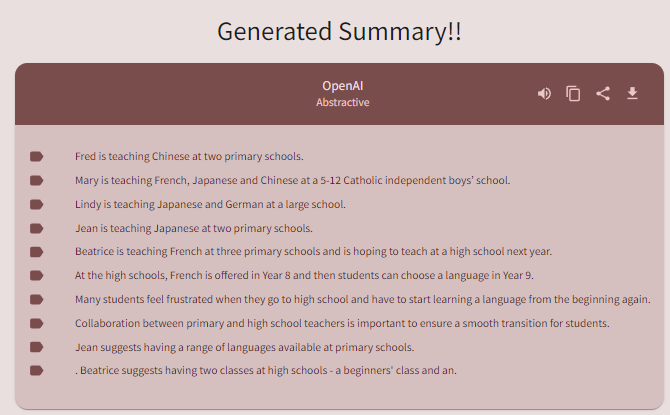 Generated Summary!!
OpenAI
Abstractive
Fred is teaching Chinese at two primary schools.
Mary is teaching French, Japanese and Chinese at a 5-12 Catholic independent boys' school.
Lindy is teaching Japanese and German at a large school.
Jean is teaching Japanese at two primary schools.
Beatrice is teaching French at three primary schools and is hoping to teach at a high school next year.
At the high schools, French is offered in Year 8 and then students can choose a language in Year 9.
Many students feel frustrated when they go to high school and have to start learning a language from the beginning again.
Collaboration between primary and high school teachers is important to ensure a smooth transition for students.
Jean suggests having a range of languages available at primary schools.
. Beatrice suggests having two classes at high schools - a beginners' class and an.